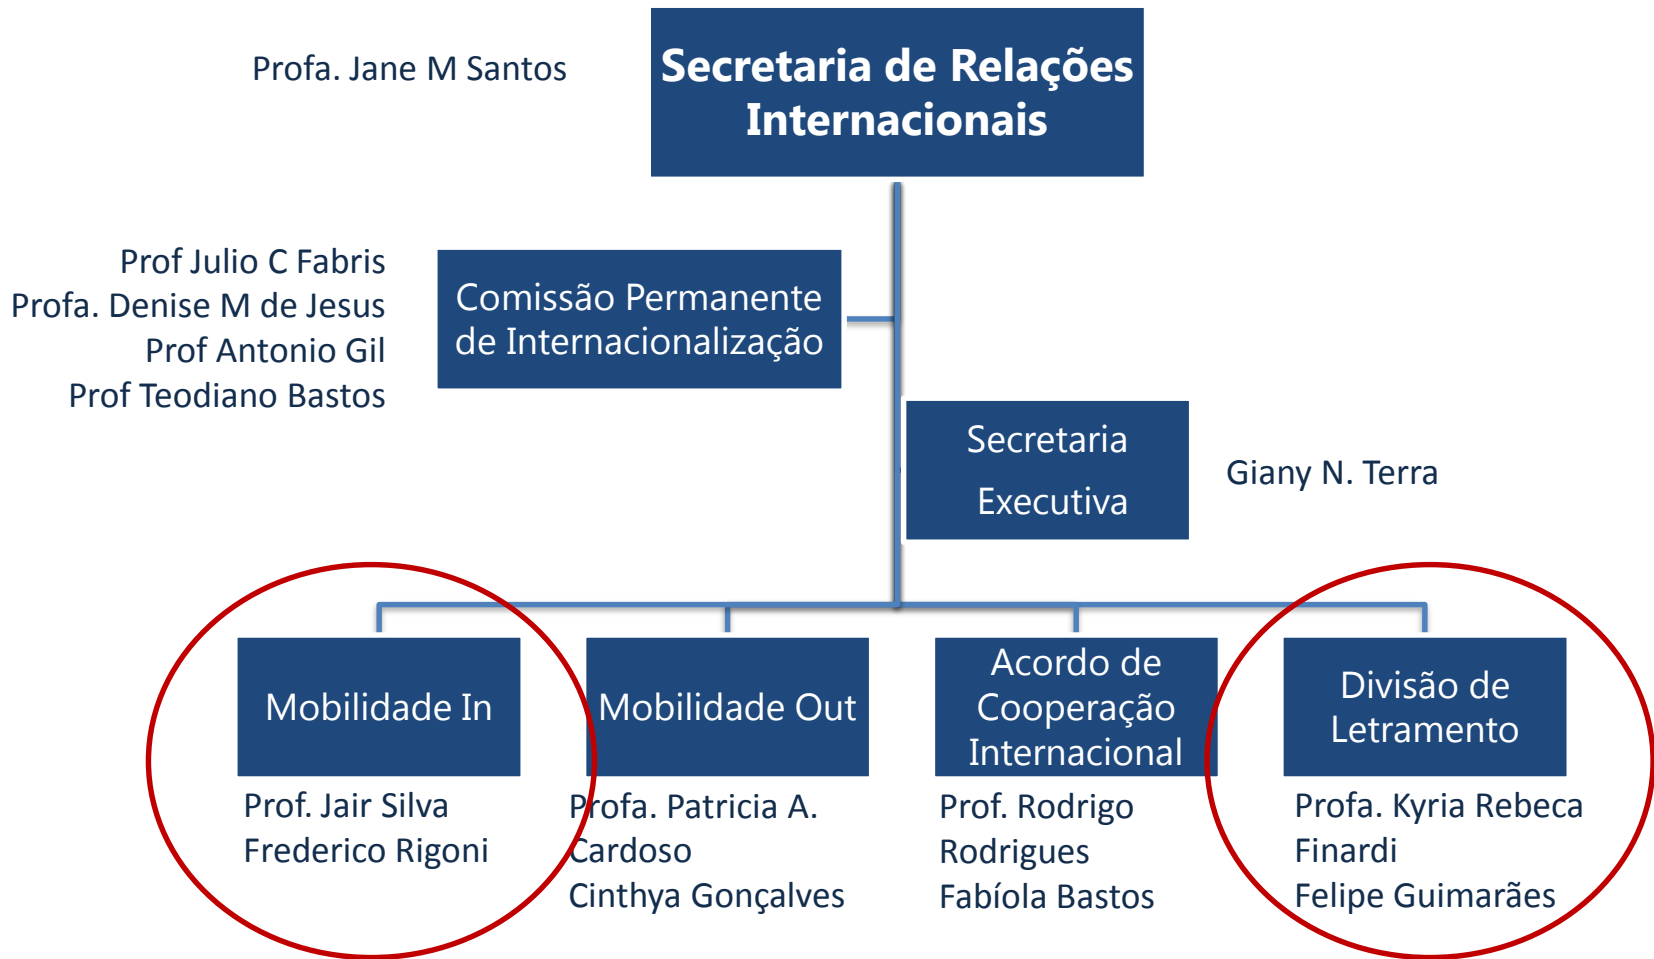 Profa. Jane M Santos
Secretaria de Relações
Internacionais
Prof Julio C Fabris
Profa. Denise M de Jesus
Prof Antonio Gil
Prof Teodiano Bastos
Comissão Permanente
de Internacionalização
Secretaria
Executiva
Giany N. Terra
Mobilidade In
Prof. Jair Silva
Frederico Rigoni
Mobilidade Out
Profa. Patricia A.
Cardoso
Cinthya Gonçalves
Acordo de
Cooperação
Internacional
Prof. Rodrigo
Rodrigues
Fabíola Bastos
Divisão de
Letramento
Profa. Kyria Rebeca
Finardi
Felipe Guimarães